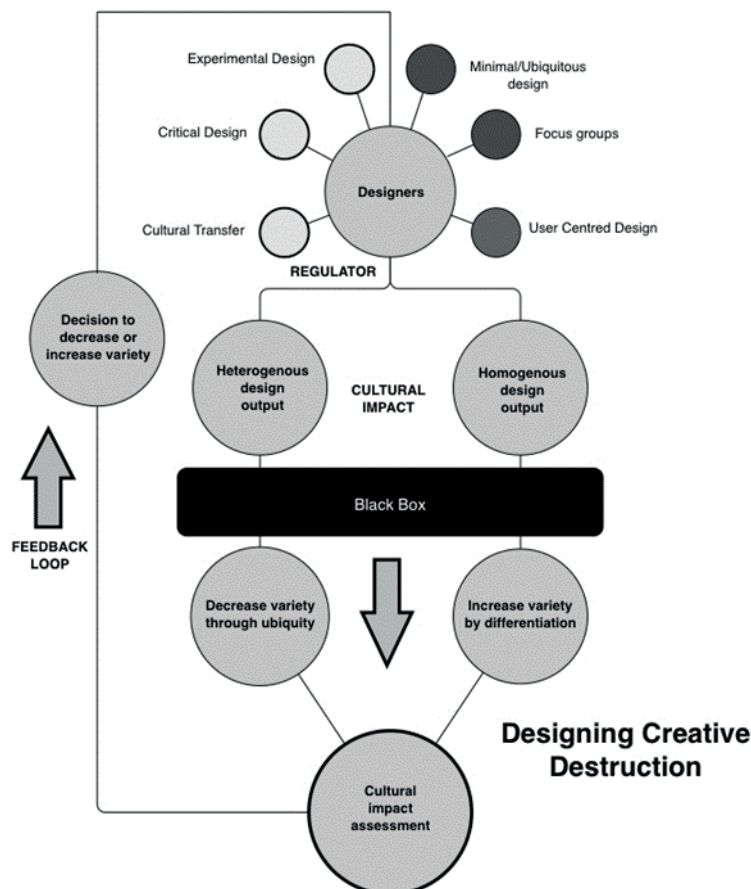 Experimental Design
Minimal/Ubiquitous
design
Critical Design
Focus groups
Designers
Cultural Transfer
User Centred Design
REGULATOR
Decision to
decrease or
increase variety
Heterogenous
design
output
CULTURAL
IMPACT
Homogenous
design
output
Black Box
FEEDBACK
LOOP
Decrease variety
through ubiquity
Increase variety
by differentiation
Designing Creative
Destruction
Cultural
impact
assessment